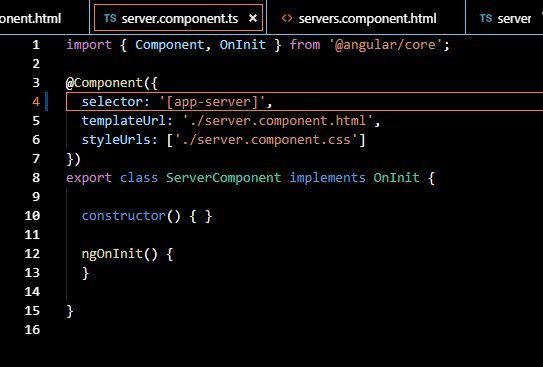 onent.html TS server.component.ts × <> servers.component.html TS server
1 import { Component, OnInit } from '@angular/core';
2
3 @Component({
4 selector: '[app-server]',
5 templateUrl: './server.component.html',
6 styleUrls: ['./server.component.css']
7 })
8 export class ServerComponent implements OnInit {
9
10 constructor() { }
11
12 ngOnInit() {
13 }
14
15 }
16